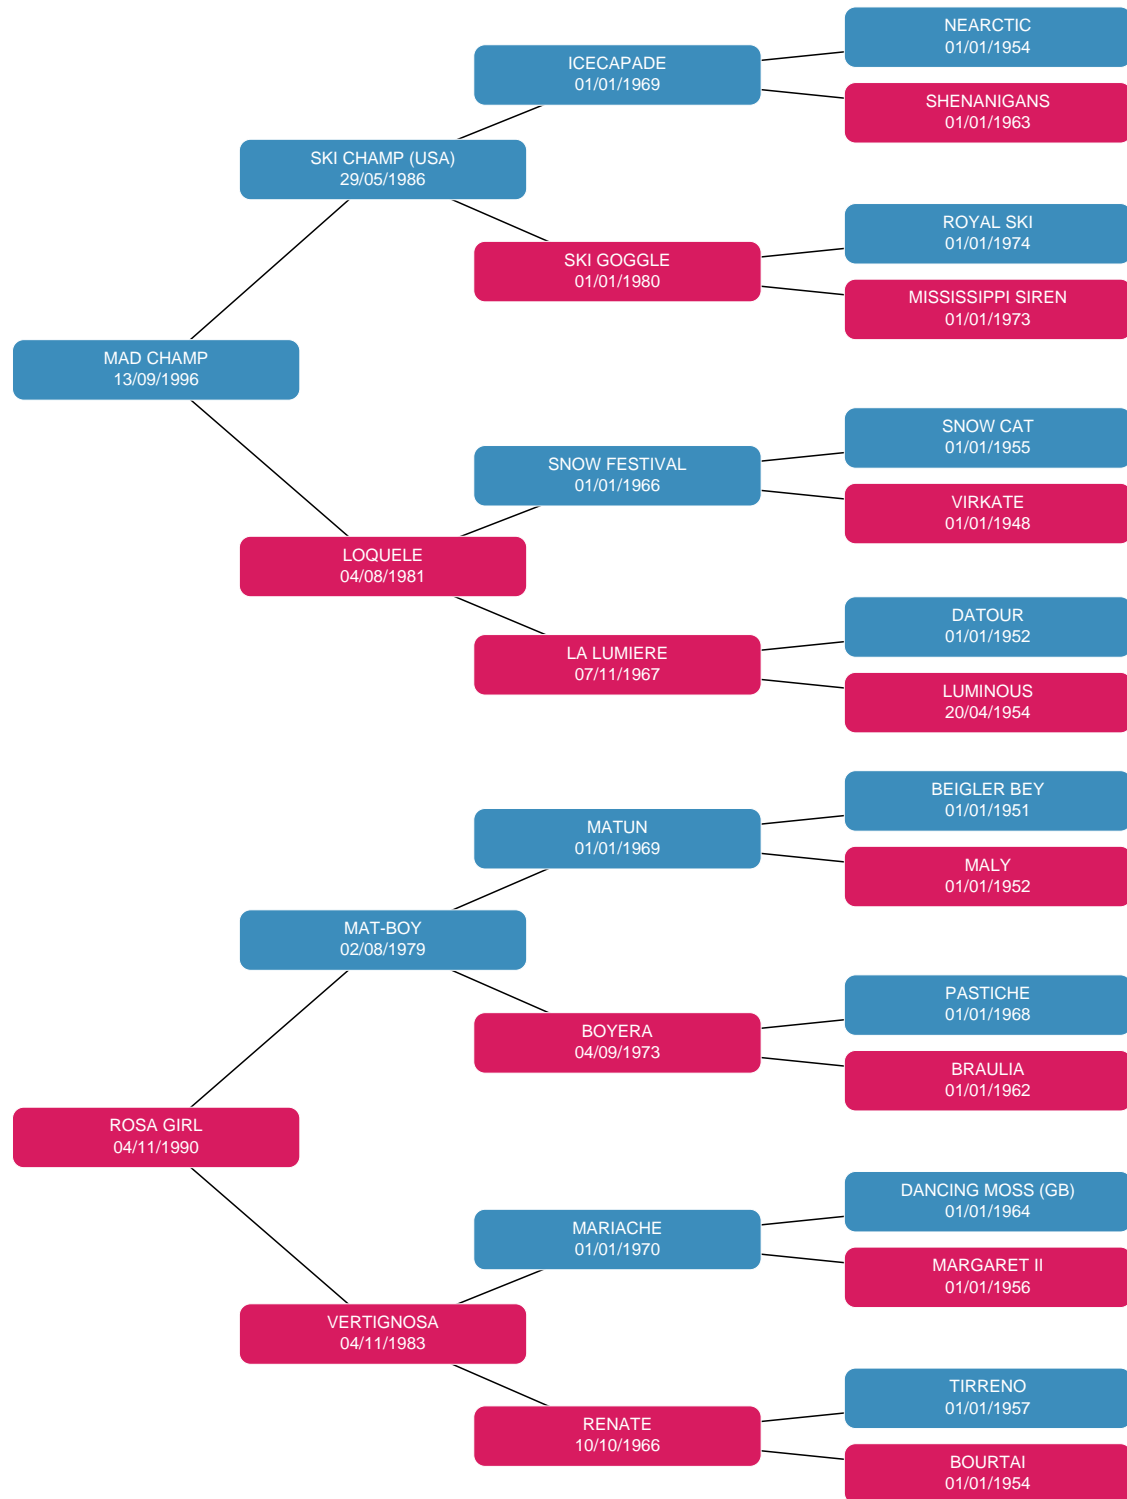 NEARCTIC
01/01/1954
ICECAPADE
01/01/1969
SHENANIGANS
01/01/1963
SKI CHAMP (USA)
29/05/1986
ROYAL SKI
01/01/1974
SKI GOGGLE
01/01/1980
MISSISSIPPI SIREN
01/01/1973
MAD CHAMP
13/09/1996
SNOW CAT
01/01/1955
SNOW FESTIVAL
01/01/1966
VIRKATE
01/01/1948
LOQUELE
04/08/1981
DATOUR
01/01/1952
LA LUMIERE
07/11/1967
LUMINOUS
20/04/1954
BEIGLER BEY
01/01/1951
MATUN
01/01/1969
MALY
01/01/1952
MAT-BOY
02/08/1979
PASTICHE
01/01/1968
BOYERA
04/09/1973
BRAULIA
01/01/1962
ROSA GIRL
04/11/1990
DANCING MOSS (GB)
01/01/1964
MARIACHE
01/01/1970
MARGARET II
01/01/1956
VERTIGNOSA
04/11/1983
TIRRENO
01/01/1957
RENATE
10/10/1966
BOURTAI
01/01/1954